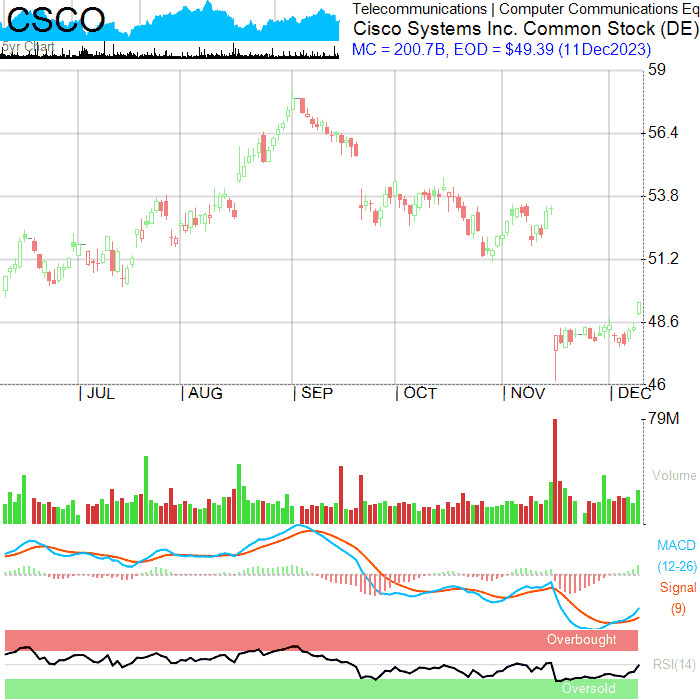 CSCO
5yr Chart
Telecommunications | Computer Communications Eq
Cisco Systems Inc. Common Stock (DE)
MC = 200.7B, EOD = $49.39 (11Dec2023)
59
56.4
53.8
51.2
48.6
46
JUL
AUG
SEP
OCT
NOV
DEC
79M
Volume
MACD
(12-26)
Signal
(9)
Overbought
RSI(14)
Oversold